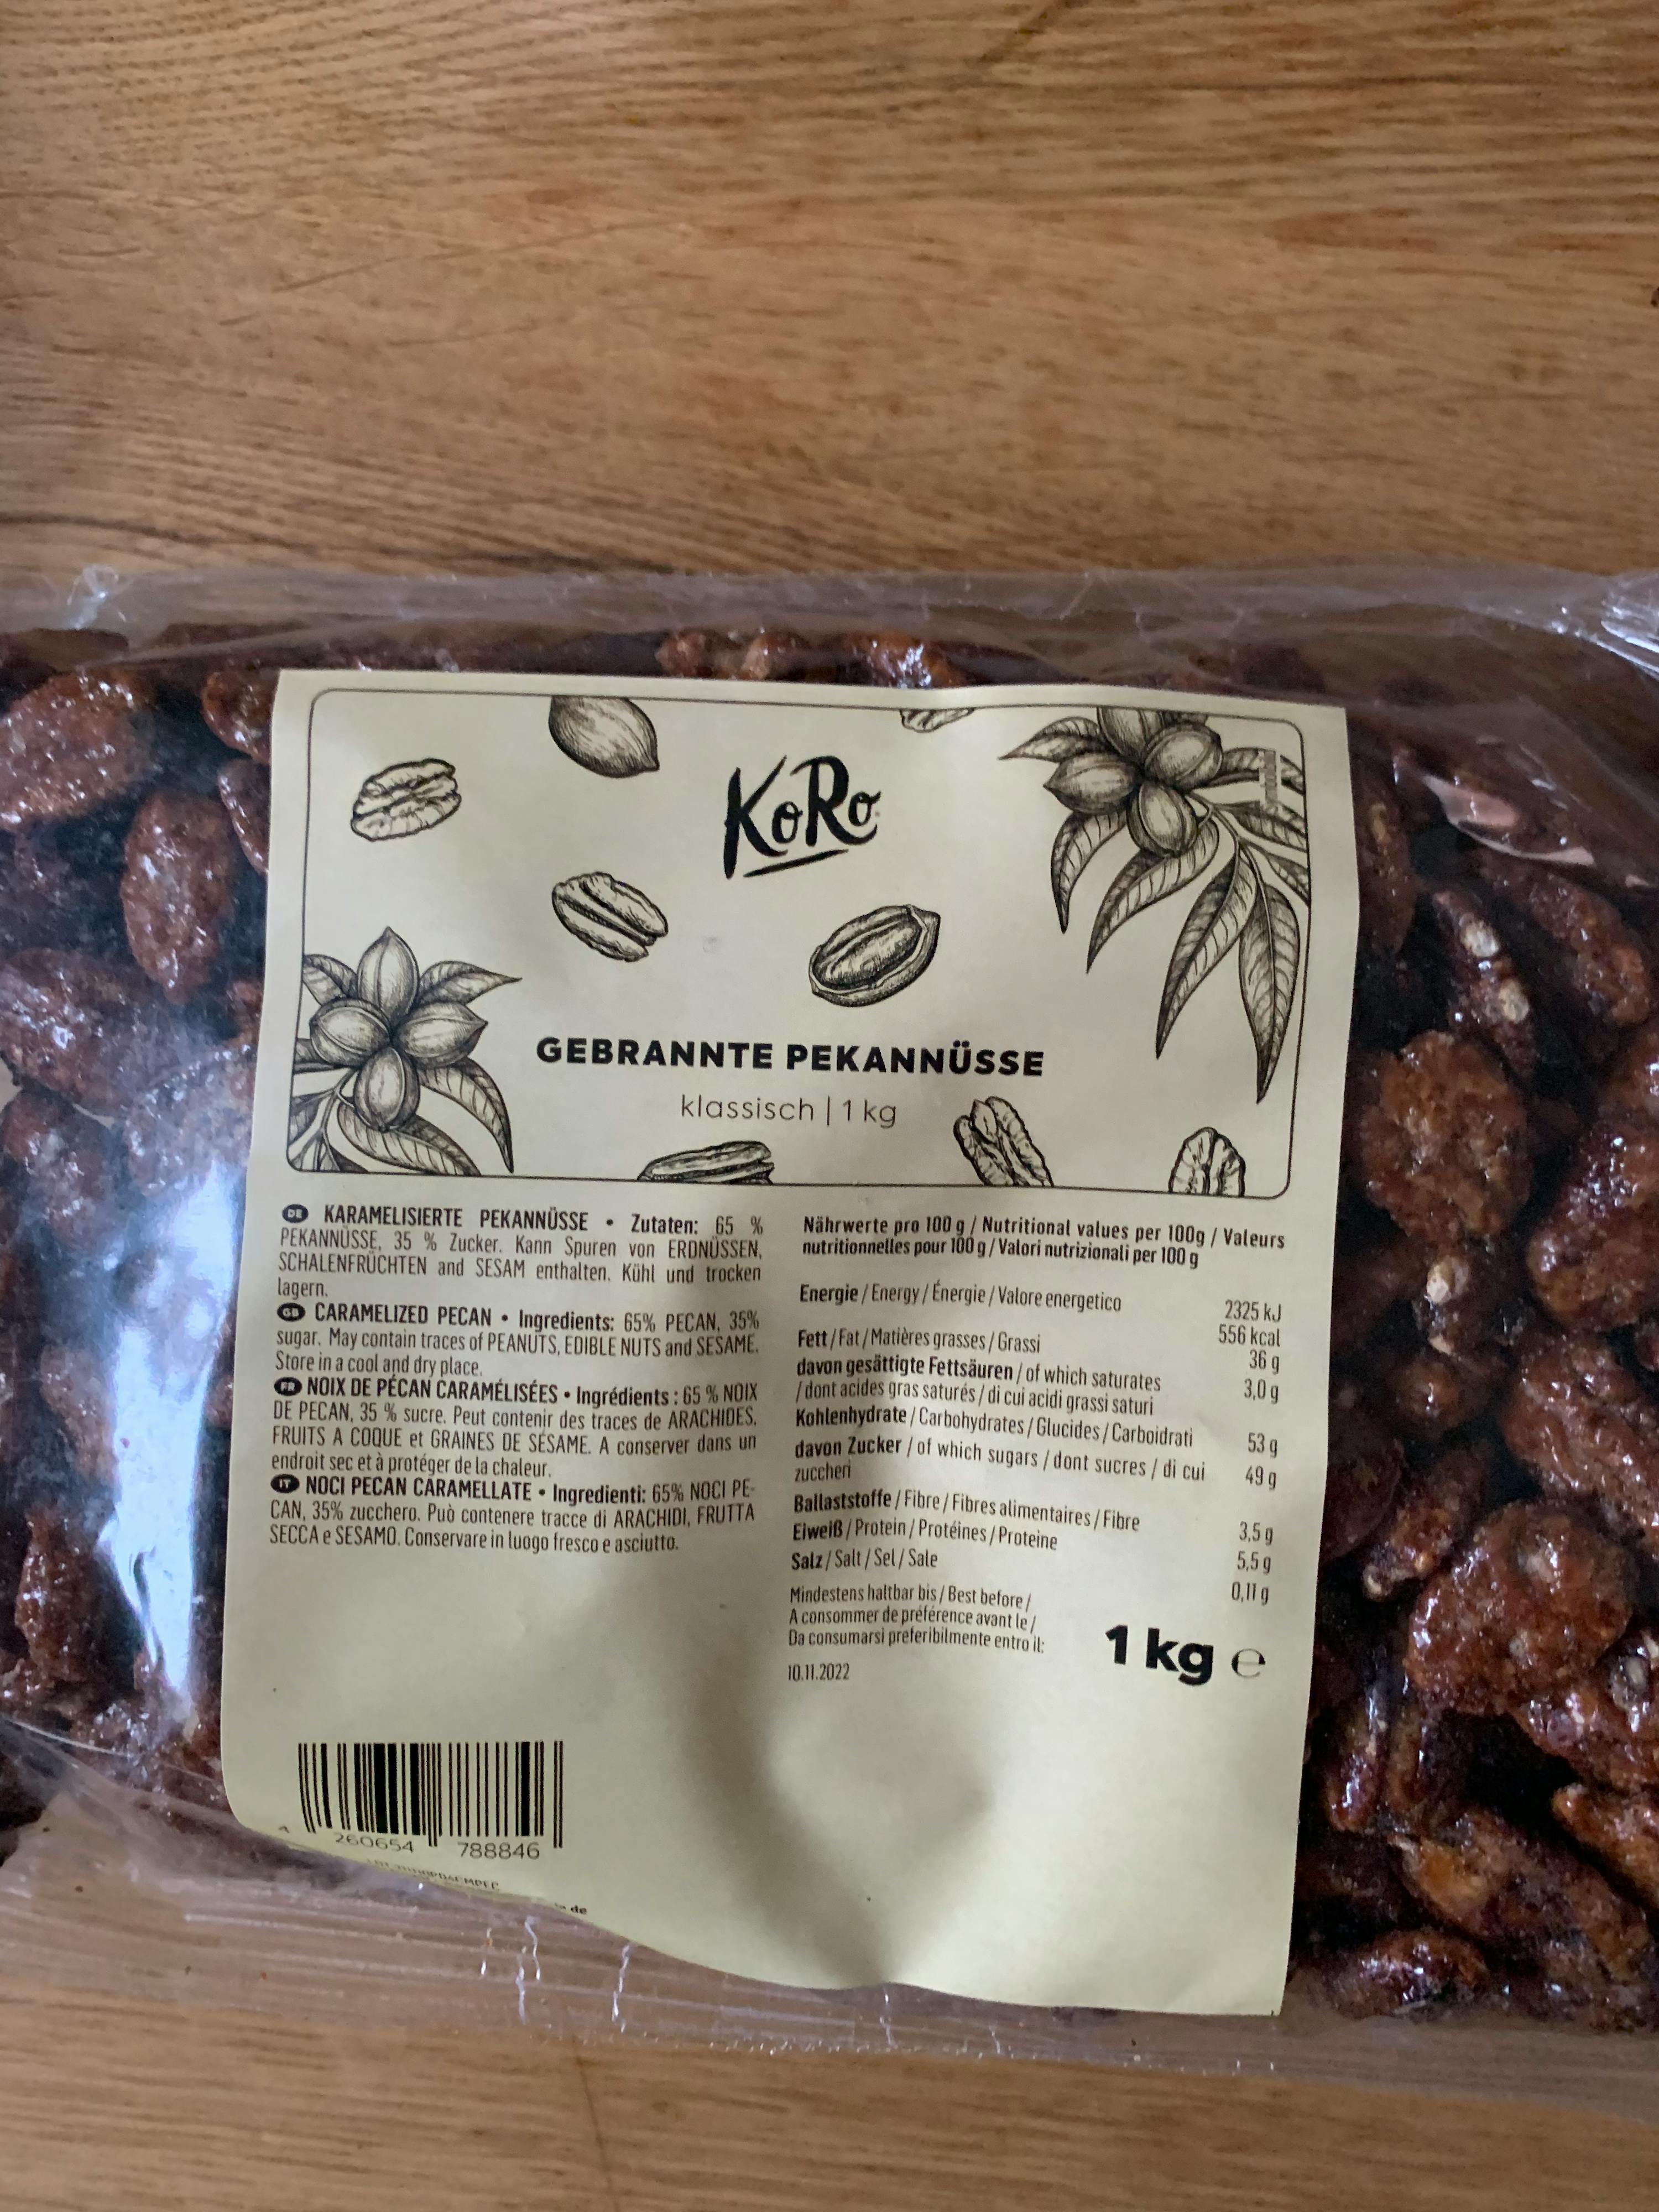 KoRo
GEBRANNTE PEKANNÜSSE
klassisch | 1 kg
DE KARAMELISIERTE PEKANNÜSSE • Zutaten: 65 %
PEKANNÜSSE, 35 % Zucker. Kann Spuren von ERDNÜSSEN,
SCHALENFRÜCHTEN and SESAM enthalten. Kühl und trocken
lagern.
GB CARAMELIZED PECAN • Ingredients: 65% PECAN, 35%
sugar. May contain traces of PEANUTS, EDIBLE NUTS and SESAME.
Store in a cool and dry place.
FR NOIX DE PÉCAN CARAMÉLISÉES • Ingrédients : 65 % NOIX
DE PECAN, 35 % sucre. Peut contenir des traces de ARACHIDES,
FRUITS A COQUE et GRAINES DE SÉSAME. A conserver dans un
endroit sec et à protéger de la chaleur.
IT NOCI PECAN CARAMELLATE • Ingredienti: 65% NOCI PE-
CAN, 35% zucchero. Può contenere tracce di ARACHIDI, FRUTTA
SECCA e SESAMO. Conservare in luogo fresco e asciutto.
Nährwerte pro 100 g / Nutritional values per 100g / Valeurs
nutritionnelles pour 100 g / Valori nutrizionali per 100 g
Energie / Energy / Énergie / Valore energetico 2325 kJ
556 kcal
Fett / Fat / Matières grasses / Grassi 36 g
davon gesättigte Fettsäuren / of which saturates 3,0 g
/ dont acides gras saturés / di cui acidi grassi saturi
Kohlenhydrate / Carbohydrates / Glucides / Carboidrati 53 g
davon Zucker / of which sugars / dont sucres / di cui 49 g
zuccheri
Ballaststoffe / Fibre / Fibres alimentaires / Fibre 3,5 g
Eiweiß / Protein / Protéines / Proteine 5,5 g
Salz / Salt / Sel / Sale 0,11 g
Mindestens haltbar bis / Best before /
A consommer de préférence avant le /
Da consumarsi preferibilmente entro il:
10.11.2022
1 kg e
4 260654 788846
de